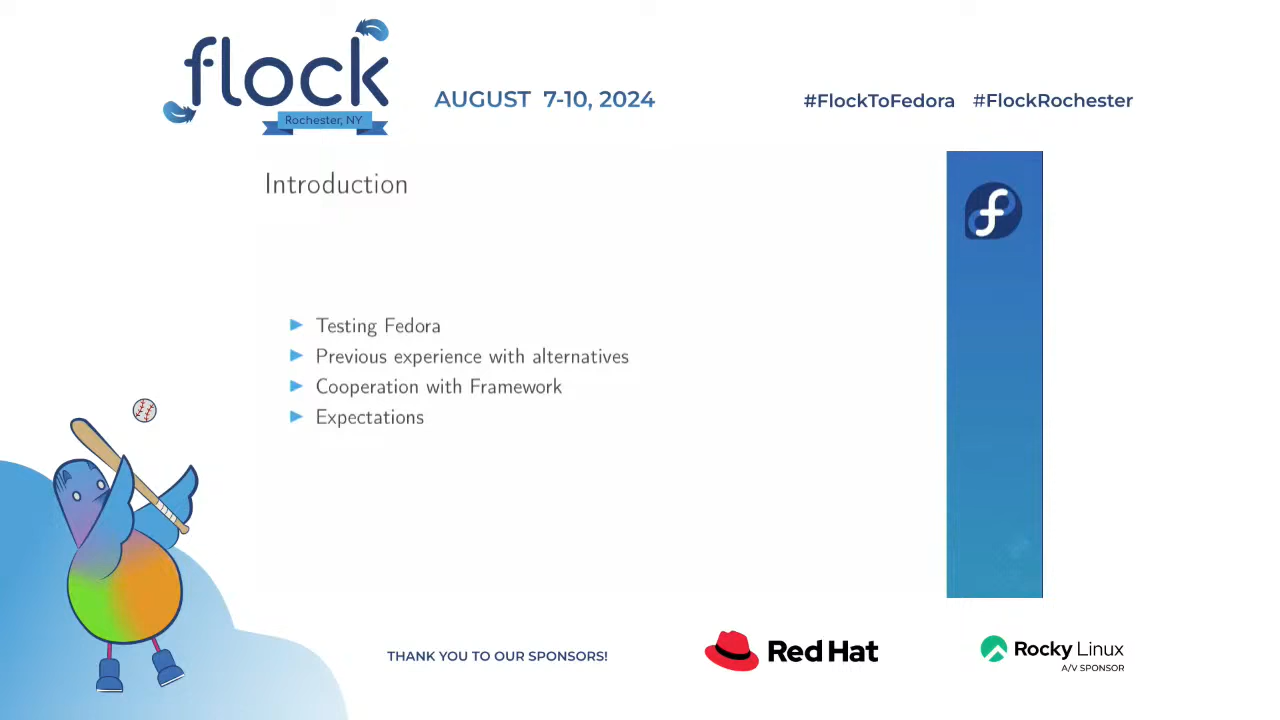 flock
Rochester, NY
AUGUST 7-10, 2024
#FlockToFedora #FlockRochester
Introduction
Testing Fedora
Previous experience with alternatives
Cooperation with Framework
Expectations
THANK YOU TO OUR SPONSORS!
Red Hat
Rocky Linux
A/V SPONSOR